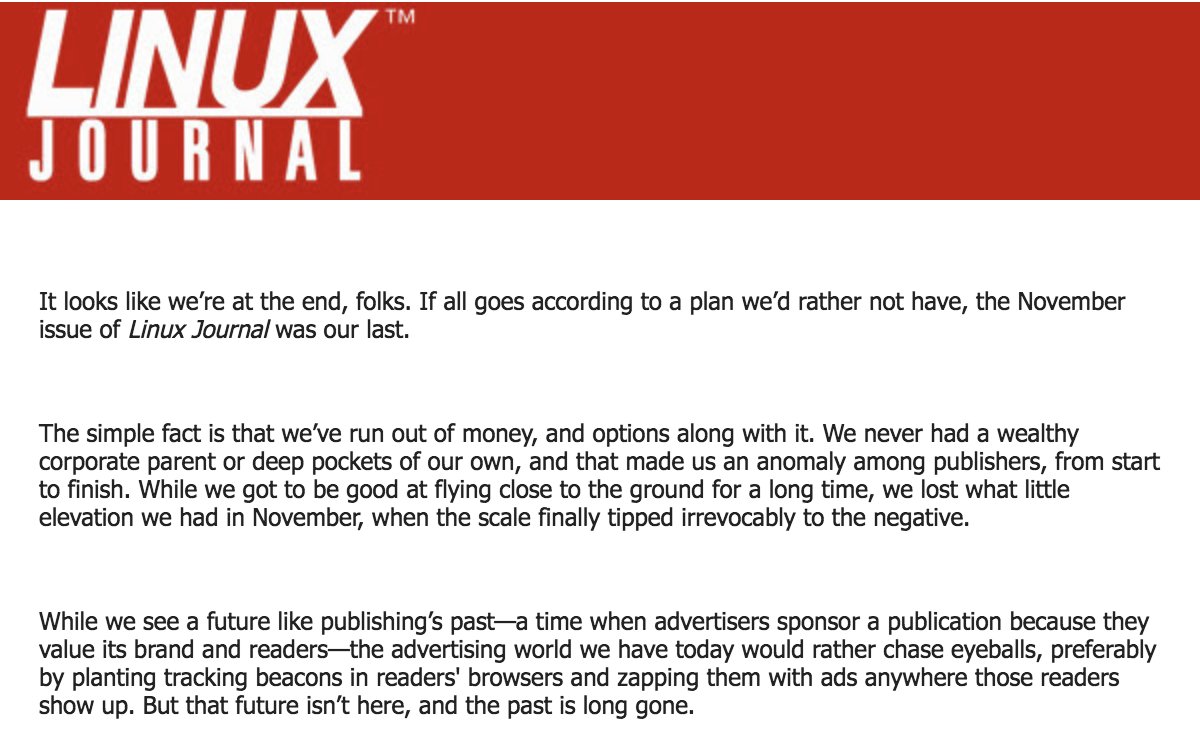 LINUX™
JOURNAL
It looks like we’re at the end, folks. If all goes according to a plan we’d rather not have, the November
issue of Linux Journal was our last.
The simple fact is that we’ve run out of money, and options along with it. We never had a wealthy
corporate parent or deep pockets of our own, and that made us an anomaly among publishers, from start
to finish. While we got to be good at flying close to the ground for a long time, we lost what little
elevation we had in November, when the scale finally tipped irrevocably to the negative.
While we see a future like publishing’s past—a time when advertisers sponsor a publication because they
value its brand and readers—the advertising world we have today would rather chase eyeballs, preferably
by planting tracking beacons in readers' browsers and zapping them with ads anywhere those readers
show up. But that future isn’t here, and the past is long gone.